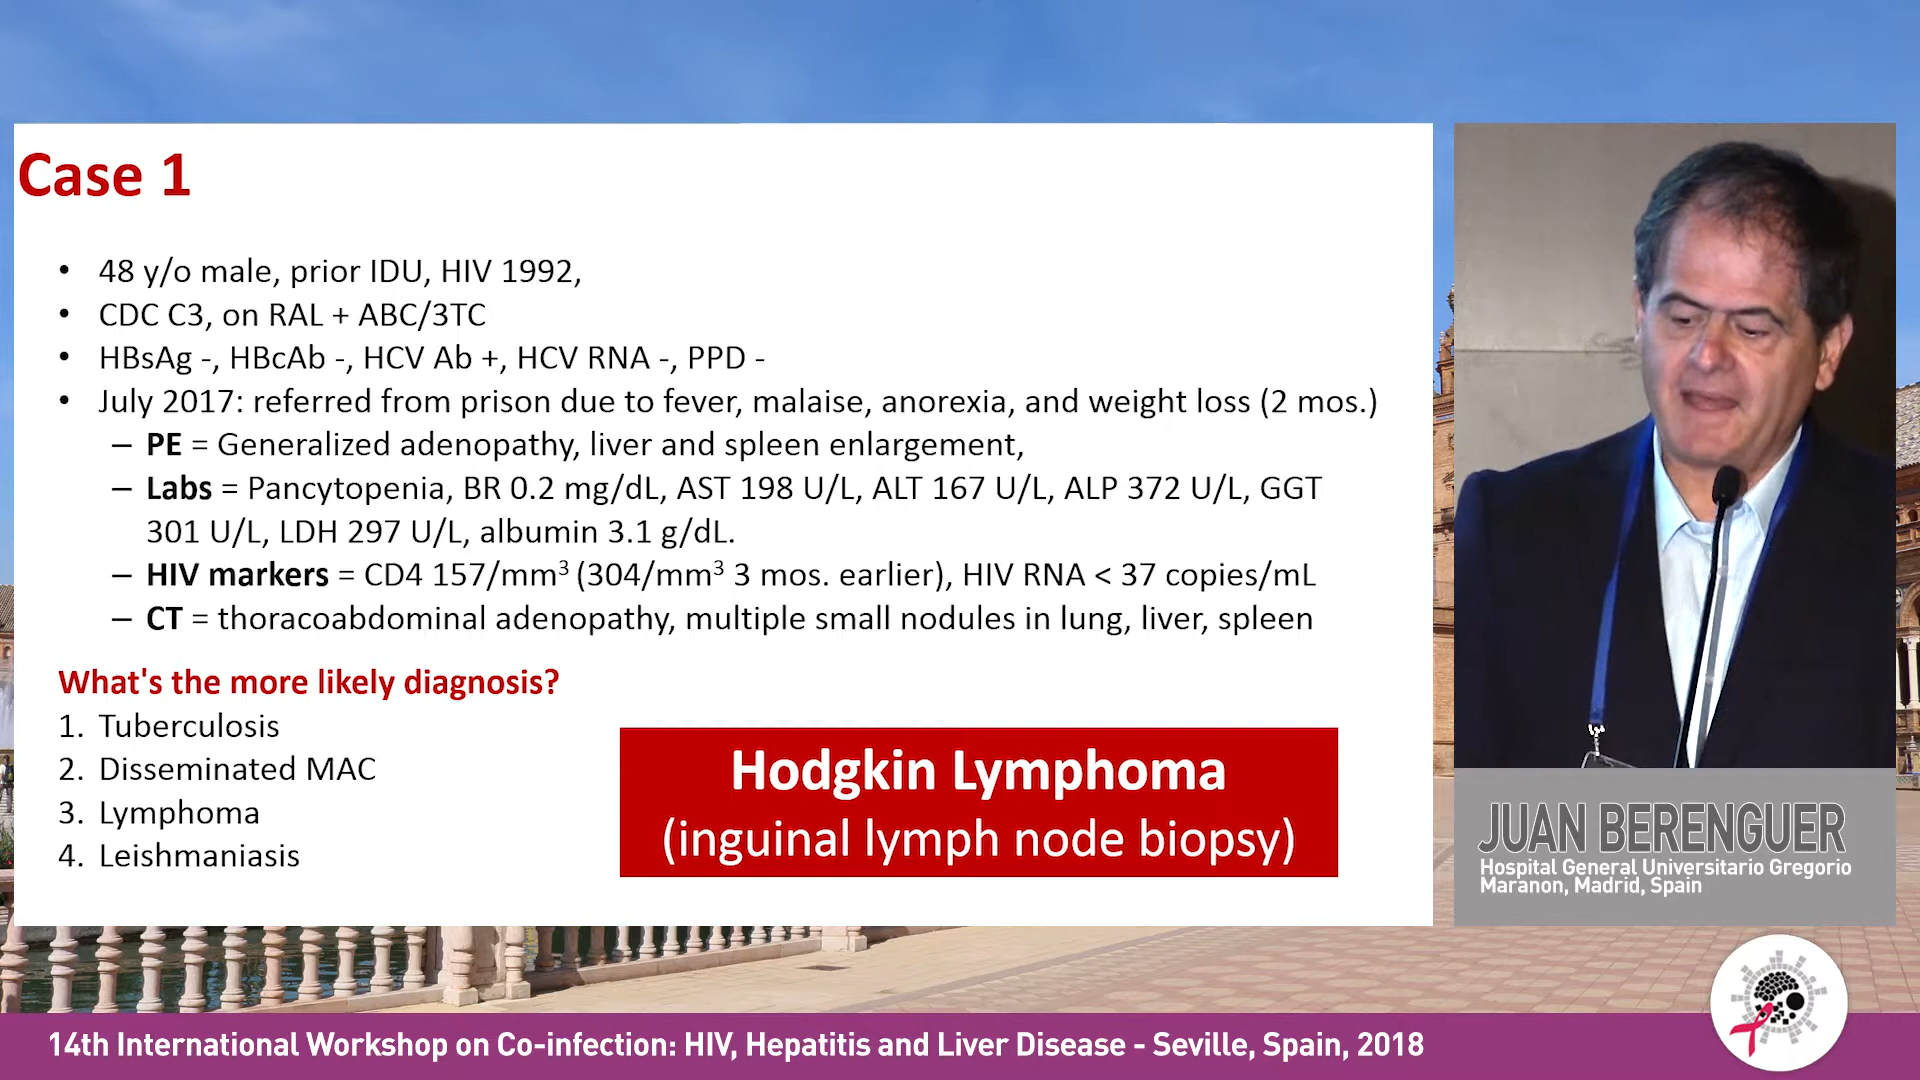 Case 1
• 48 y/o male, prior IDU, HIV 1992,
• CDC C3, on RAL + ABC/3TC
• HBsAg -, HBcAb -, HCV Ab +, HCV RNA -, PPD -
• July 2017: referred from prison due to fever, malaise, anorexia, and weight loss (2 mos.)
– PE = Generalized adenopathy, liver and spleen enlargement,
– Labs = Pancytopenia, BR 0.2 mg/dL, AST 198 U/L, ALT 167 U/L, ALP 372 U/L, GGT
301 U/L, LDH 297 U/L, albumin 3.1 g/dL.
– HIV markers = CD4 157/mm³ (304/mm³ 3 mos. earlier), HIV RNA < 37 copies/mL
– CT = thoracoabdominal adenopathy, multiple small nodules in lung, liver, spleen
What's the more likely diagnosis?
1. Tuberculosis
2. Disseminated MAC
3. Lymphoma
4. Leishmaniasis
Hodgkin Lymphoma
(inguinal lymph node biopsy)
JUAN BERENGUER
Hospital General Universitario Gregorio
Maranon, Madrid, Spain
14th International Workshop on Co-infection: HIV, Hepatitis and Liver Disease - Seville, Spain, 2018